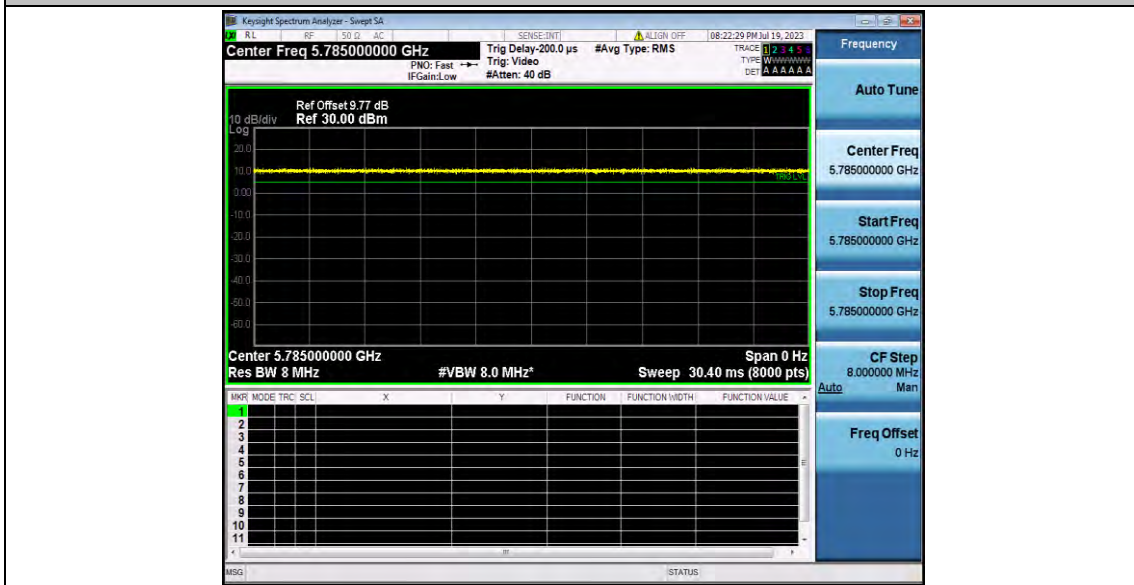 Keysight Spectrum Analyzer - Swept SA
RL RF 50 Ω AC SENSE:INT ALIGN OFF 08:22:29 PM Jul 19, 2023
Center Freq 5.785000000 GHz
Trig Delay-200.0 µs #Avg Type: RMS
TRACE 1 2 3 4 5 6
PNO: Fast Trig: Video
TYPE WWWWWW
IFGain:Low #Atten: 40 dB
DET A A A A A A
Ref Offset 9.77 dB
10 dB/div Ref 30.00 dBm
Log
20.0
10.0
TRIG LVL
0.00
-10.0
-20.0
-30.0
-40.0
-50.0
-60.0
Center 5.785000000 GHz Span 0 Hz
Res BW 8 MHz #VBW 8.0 MHz* Sweep 30.40 ms (8000 pts)
MKR MODE TRC SCL X Y FUNCTION FUNCTION WIDTH FUNCTION VALUE
1
2
3
4
5
6
7
8
9
10
11
MSG STATUS
Frequency
Auto Tune
Center Freq
5.785000000 GHz
Start Freq
5.785000000 GHz
Stop Freq
5.785000000 GHz
CF Step
8.000000 MHz
Auto Man
Freq Offset
0 Hz